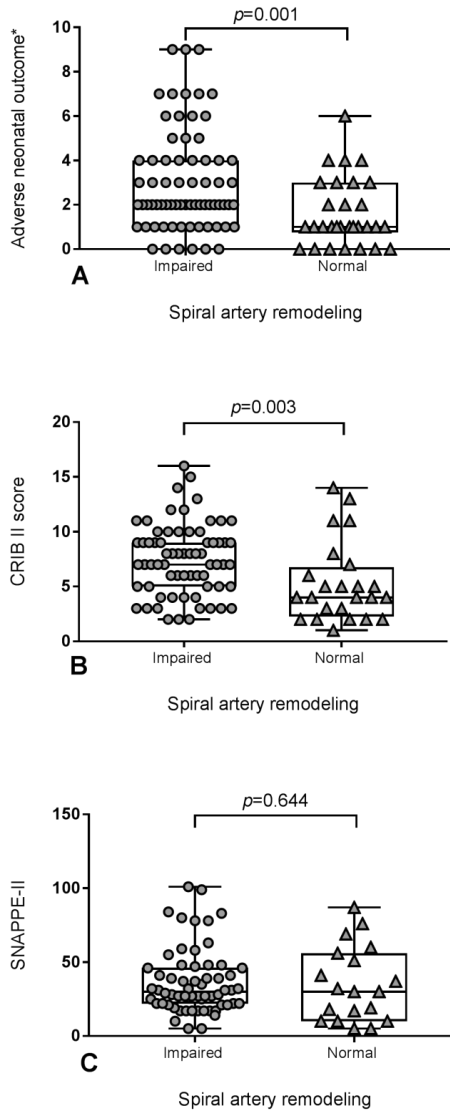 p=0.001
10
8
6
4
2
0
Adverse neonatal outcome*
A
Impaired
Normal
Spiral artery remodeling
p=0.003
20
15
10
5
0
CRIB II score
B
Impaired
Normal
Spiral artery remodeling
p=0.644
150
100
50
0
SNAPPE-II
C
Impaired
Normal
Spiral artery remodeling